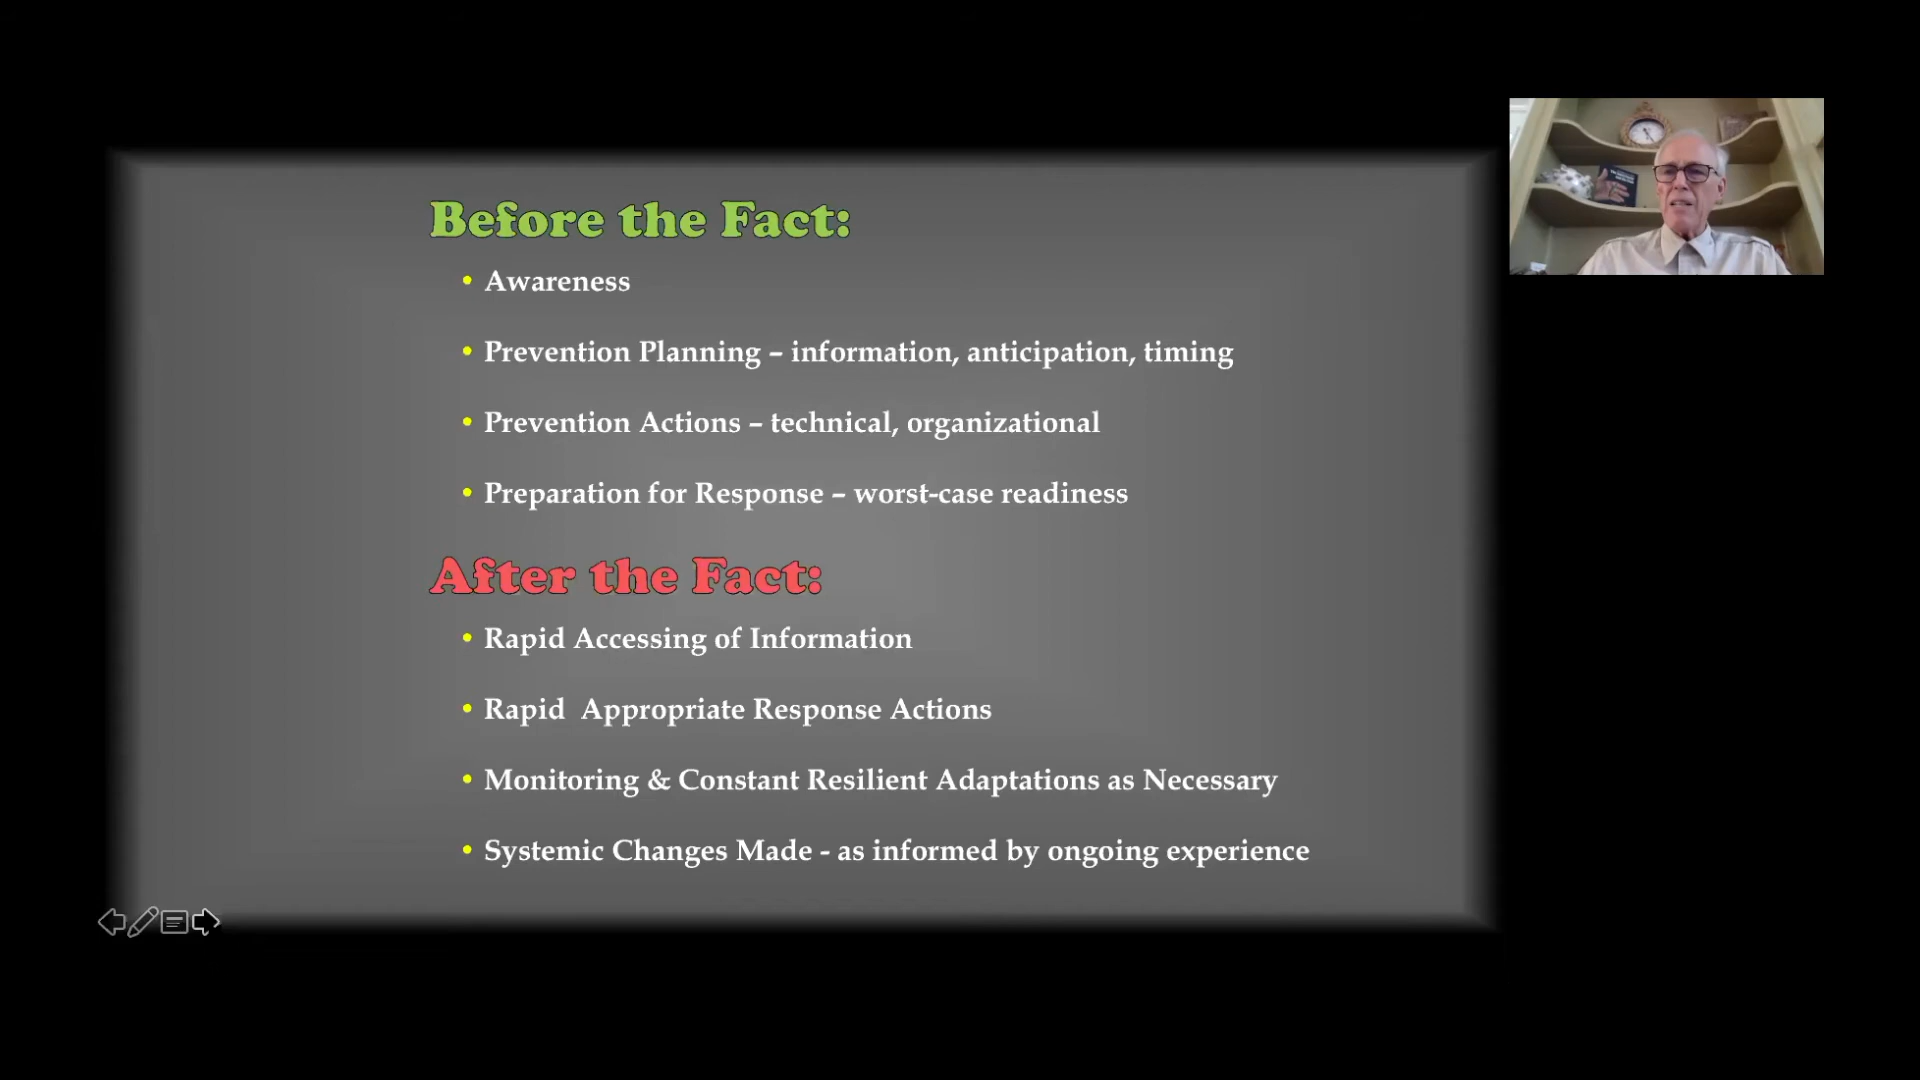 Before the Fact:
• Awareness
• Prevention Planning – information, anticipation, timing
• Prevention Actions – technical, organizational
• Preparation for Response – worst-case readiness
After the Fact:
• Rapid Accessing of Information
• Rapid  Appropriate Response Actions
• Monitoring & Constant Resilient Adaptations as Necessary
• Systemic Changes Made - as informed by ongoing experience